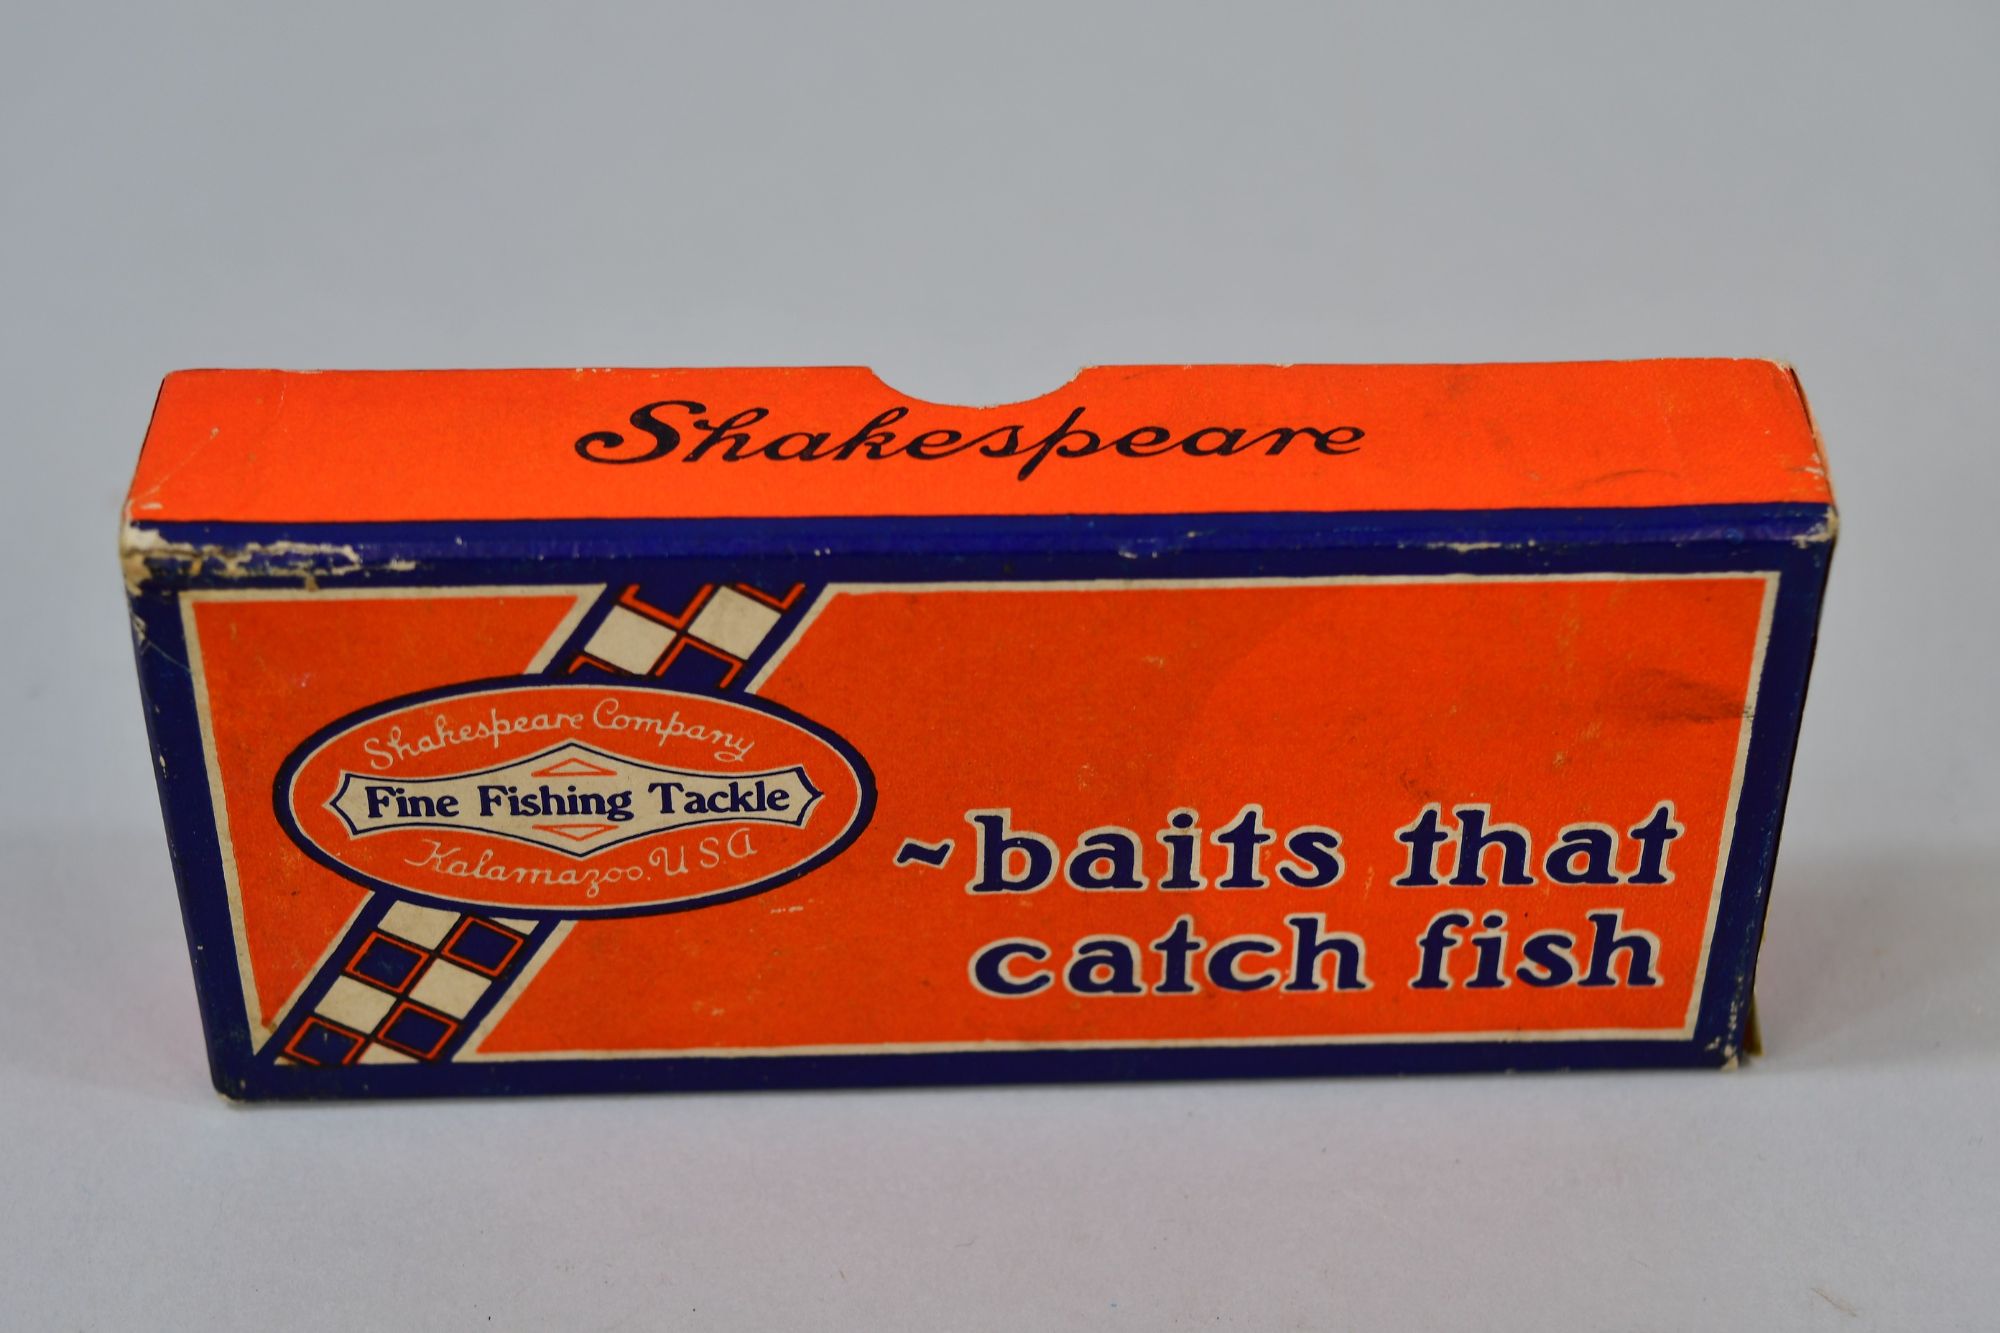 Shakespeare
Shakespeare Company
Fine Fishing Tackle
Kalamazoo. U.S.A
~baits that
catch fish